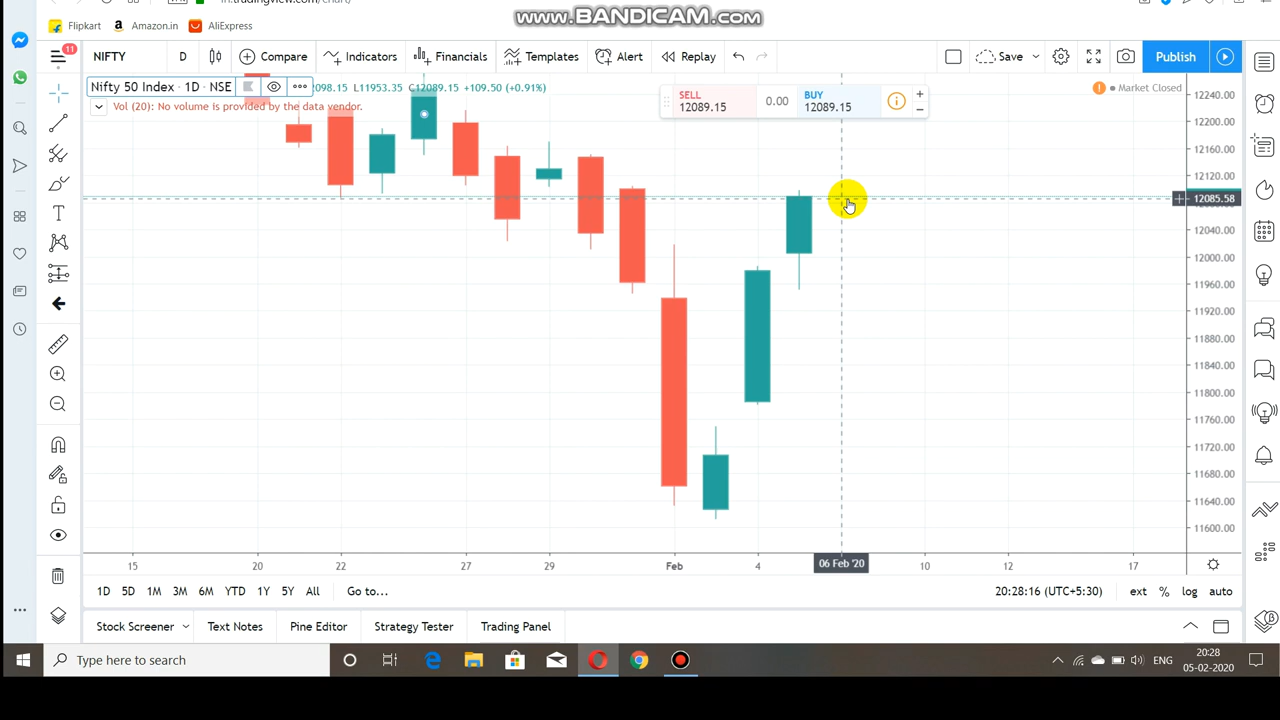 www.BANDICAM.com
in.tradingview.com/chart/
Flipkart
Amazon.in
AliExpress
11
NIFTY
D
Compare
Indicators
Financials
Templates
Alert
Replay
Save
Publish
Nifty 50 Index · 1D · NSE
2098.15 L11953.35 C12089.15 +109.50 (+0.91%)
Vol (20): No volume is provided by the data vendor.
SELL
12089.15
0.00
BUY
12089.15
Market Closed
12240.00
12200.00
12160.00
12120.00
12085.58
12040.00
12000.00
11960.00
11920.00
11880.00
11840.00
11800.00
11760.00
11720.00
11680.00
11640.00
11600.00
15
20
22
27
29
Feb
4
06 Feb '20
10
12
17
1D 5D 1M 3M 6M YTD 1Y 5Y All
Go to...
20:28:16 (UTC+5:30)
ext % log auto
Stock Screener
Text Notes
Pine Editor
Strategy Tester
Trading Panel
Type here to search
ENG
20:28
05-02-2020